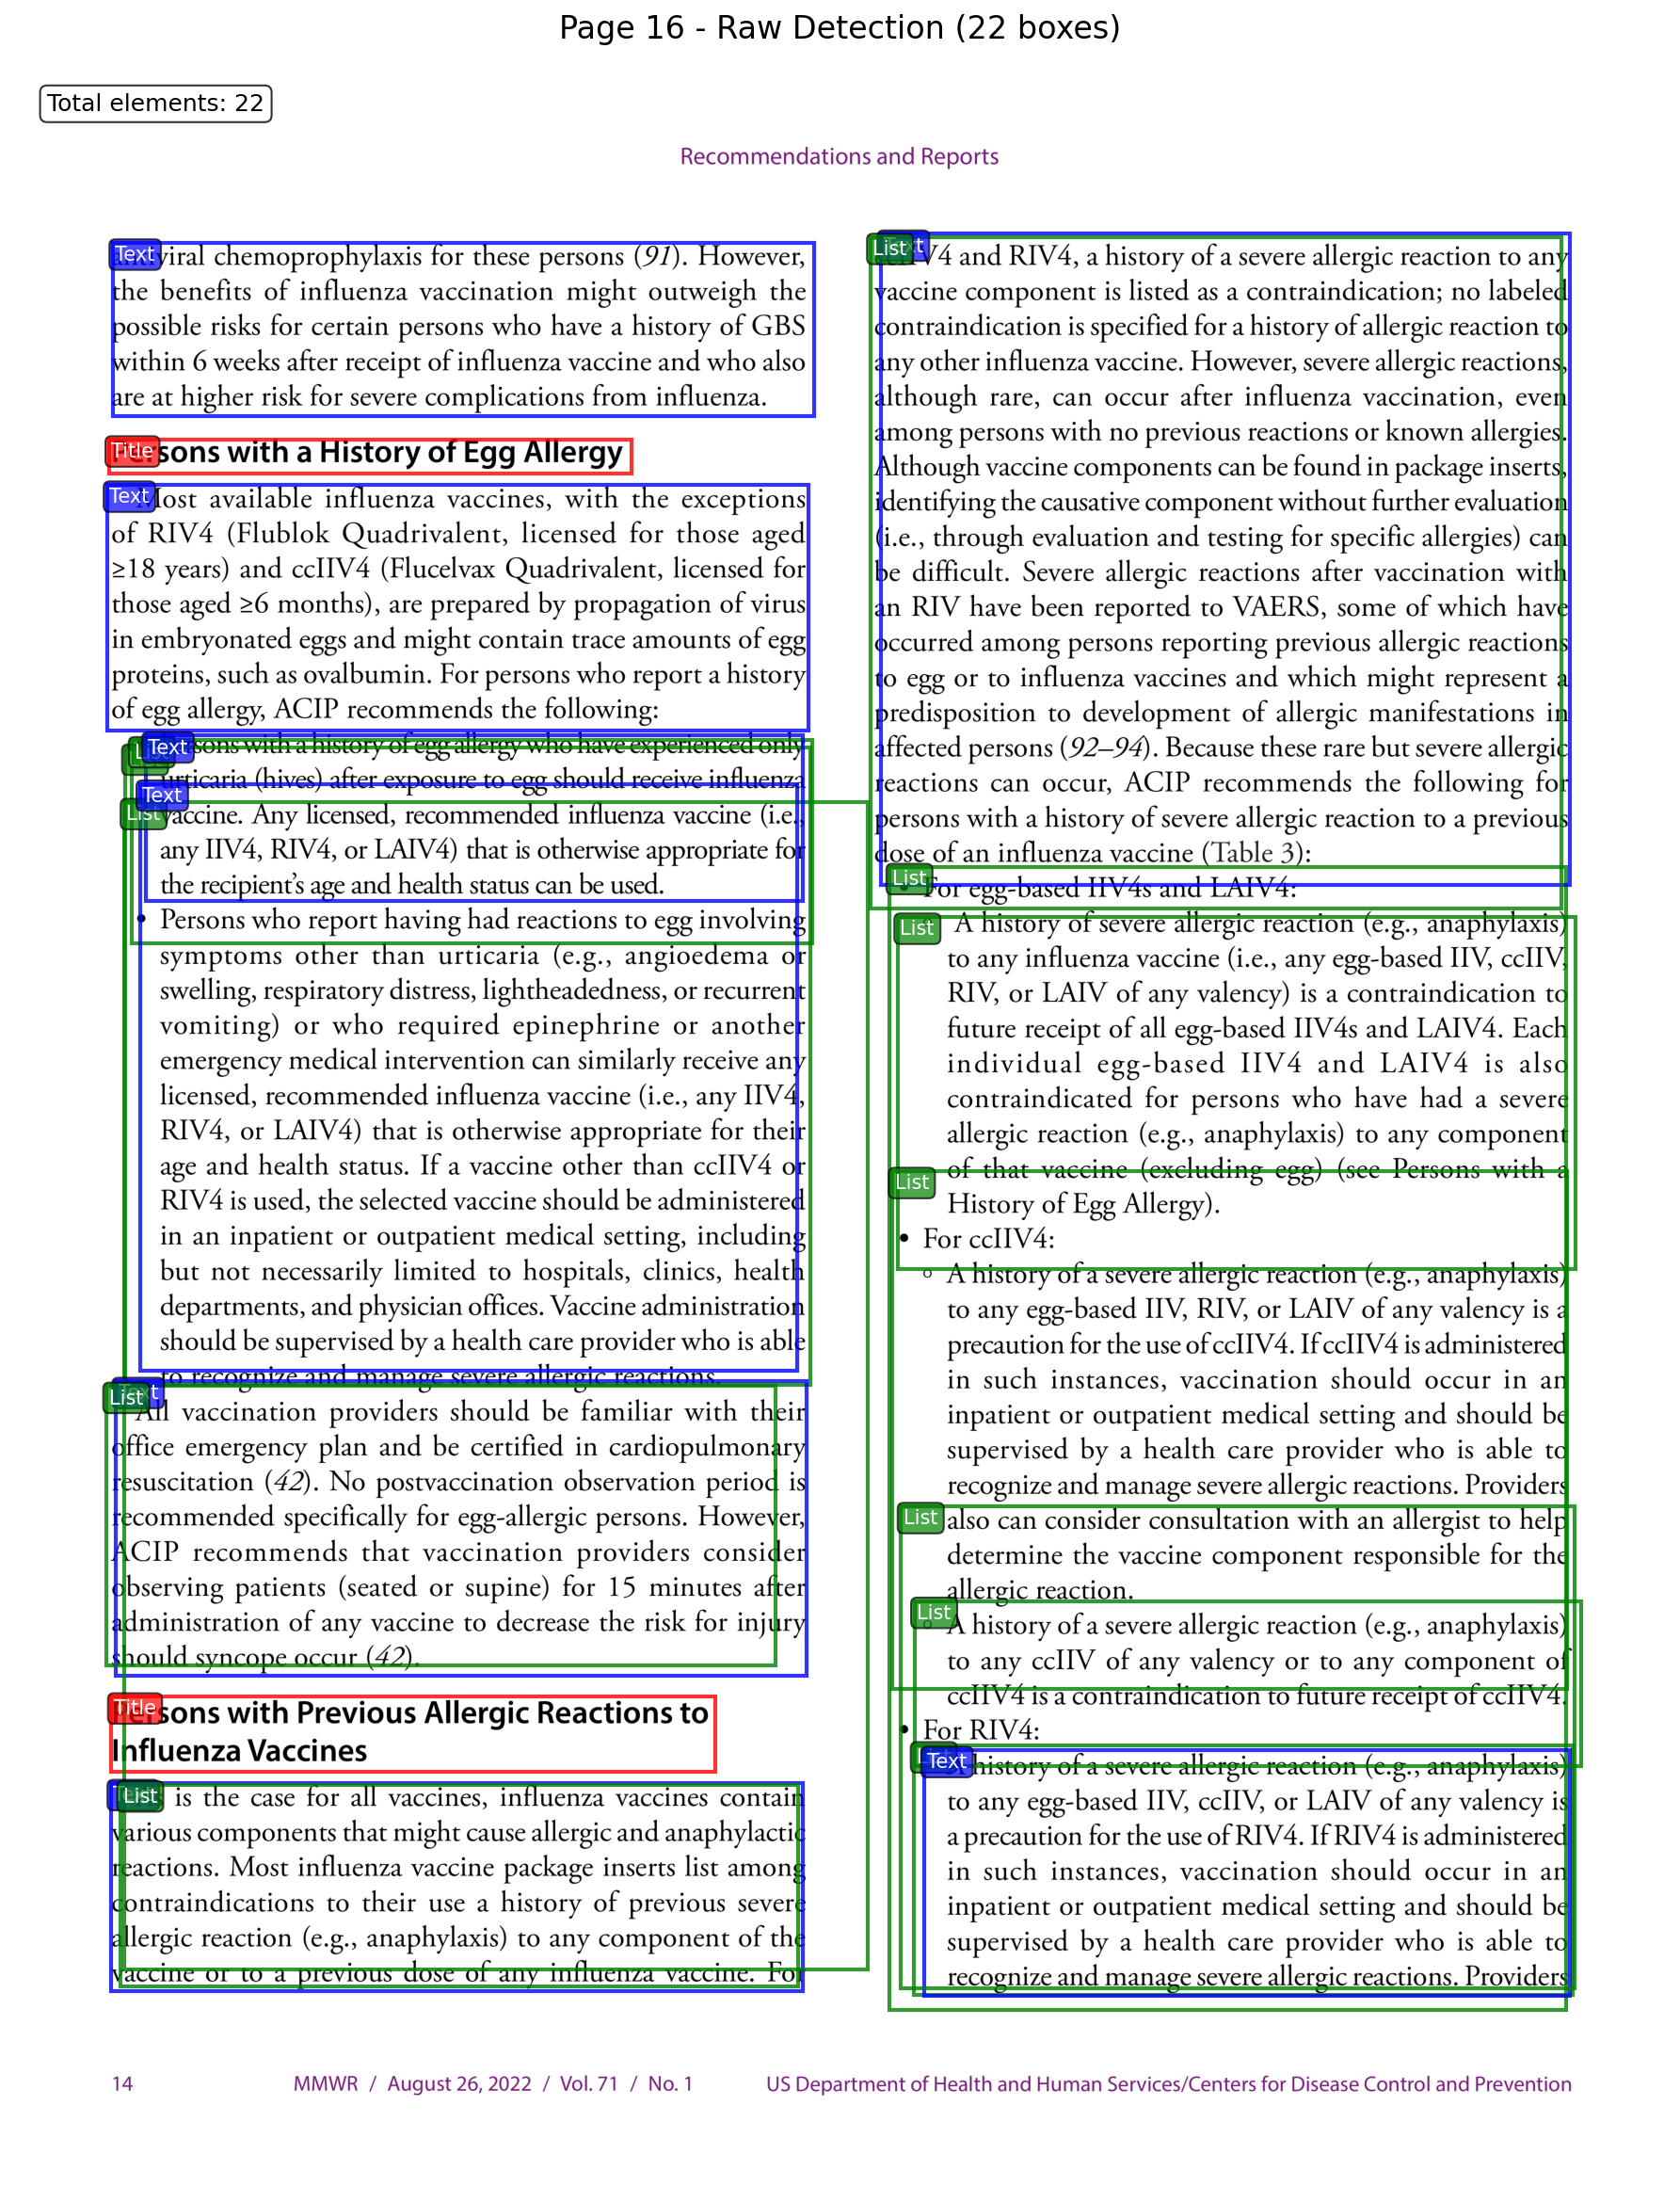 Page 16 - Raw Detection (22 boxes)
Total elements: 22
Recommendations and Reports
Text
viral chemoprophylaxis for these persons (91). However,
the benefits of influenza vaccination might outweigh the
possible risks for certain persons who have a history of GBS
within 6 weeks after receipt of influenza vaccine and who also
are at higher risk for severe complications from influenza.
Title
sons with a History of Egg Allergy
Text
Most available influenza vaccines, with the exceptions
of RIV4 (Flublok Quadrivalent, licensed for those aged
≥18 years) and ccIIV4 (Flucelvax Quadrivalent, licensed for
those aged ≥6 months), are prepared by propagation of virus
in embryonated eggs and might contain trace amounts of egg
proteins, such as ovalbumin. For persons who report a history
of egg allergy, ACIP recommends the following:
Text
sons with a history of egg allergy who have experienced only
urticaria (hives) after exposure to egg should receive influenza
Text
List
vaccine. Any licensed, recommended influenza vaccine (i.e.,
any IIV4, RIV4, or LAIV4) that is otherwise appropriate for
the recipient's age and health status can be used.
• Persons who report having had reactions to egg involving
symptoms other than urticaria (e.g., angioedema or
swelling, respiratory distress, lightheadedness, or recurrent
vomiting) or who required epinephrine or another
emergency medical intervention can similarly receive any
licensed, recommended influenza vaccine (i.e., any IIV4,
RIV4, or LAIV4) that is otherwise appropriate for their
age and health status. If a vaccine other than ccIIV4 or
RIV4 is used, the selected vaccine should be administered
in an inpatient or outpatient medical setting, including
but not necessarily limited to hospitals, clinics, health
departments, and physician offices. Vaccine administration
should be supervised by a health care provider who is able
to recognize and manage severe allergic reactions.
List
All vaccination providers should be familiar with their
office emergency plan and be certified in cardiopulmonary
resuscitation (42). No postvaccination observation period is
recommended specifically for egg-allergic persons. However,
ACIP recommends that vaccination providers consider
observing patients (seated or supine) for 15 minutes after
administration of any vaccine to decrease the risk for injury
should syncope occur (42).
Title
sons with Previous Allergic Reactions to
Influenza Vaccines
List
is the case for all vaccines, influenza vaccines contain
various components that might cause allergic and anaphylactic
reactions. Most influenza vaccine package inserts list among
contraindications to their use a history of previous severe
allergic reaction (e.g., anaphylaxis) to any component of the
vaccine or to a previous dose of any influenza vaccine. For
List
V4 and RIV4, a history of a severe allergic reaction to any
vaccine component is listed as a contraindication; no labeled
contraindication is specified for a history of allergic reaction to
any other influenza vaccine. However, severe allergic reactions,
although rare, can occur after influenza vaccination, even
among persons with no previous reactions or known allergies.
Although vaccine components can be found in package inserts,
identifying the causative component without further evaluation
(i.e., through evaluation and testing for specific allergies) can
be difficult. Severe allergic reactions after vaccination with
an RIV have been reported to VAERS, some of which have
occurred among persons reporting previous allergic reactions
to egg or to influenza vaccines and which might represent a
predisposition to development of allergic manifestations in
affected persons (92–94). Because these rare but severe allergic
reactions can occur, ACIP recommends the following for
persons with a history of severe allergic reaction to a previous
dose of an influenza vaccine (Table 3):
List
For egg-based IIV4s and LAIV4:
List
A history of severe allergic reaction (e.g., anaphylaxis)
to any influenza vaccine (i.e., any egg-based IIV, ccIIV,
RIV, or LAIV of any valency) is a contraindication to
future receipt of all egg-based IIV4s and LAIV4. Each
individual egg-based IIV4 and LAIV4 is also
contraindicated for persons who have had a severe
allergic reaction (e.g., anaphylaxis) to any component
of that vaccine (excluding egg) (see Persons with a
List
History of Egg Allergy).
• For ccIIV4:
◦ A history of a severe allergic reaction (e.g., anaphylaxis)
to any egg-based IIV, RIV, or LAIV of any valency is a
precaution for the use of ccIIV4. If ccIIV4 is administered
in such instances, vaccination should occur in an
inpatient or outpatient medical setting and should be
supervised by a health care provider who is able to
recognize and manage severe allergic reactions. Providers
List
also can consider consultation with an allergist to help
determine the vaccine component responsible for the
allergic reaction.
List
A history of a severe allergic reaction (e.g., anaphylaxis)
to any ccIIV of any valency or to any component of
ccIIV4 is a contraindication to future receipt of ccIIV4.
• For RIV4:
Text
history of a severe allergic reaction (e.g., anaphylaxis)
to any egg-based IIV, ccIIV, or LAIV of any valency is
a precaution for the use of RIV4. If RIV4 is administered
in such instances, vaccination should occur in an
inpatient or outpatient medical setting and should be
supervised by a health care provider who is able to
recognize and manage severe allergic reactions. Providers
14 MMWR / August 26, 2022 / Vol. 71 / No. 1 US Department of Health and Human Services/Centers for Disease Control and Prevention